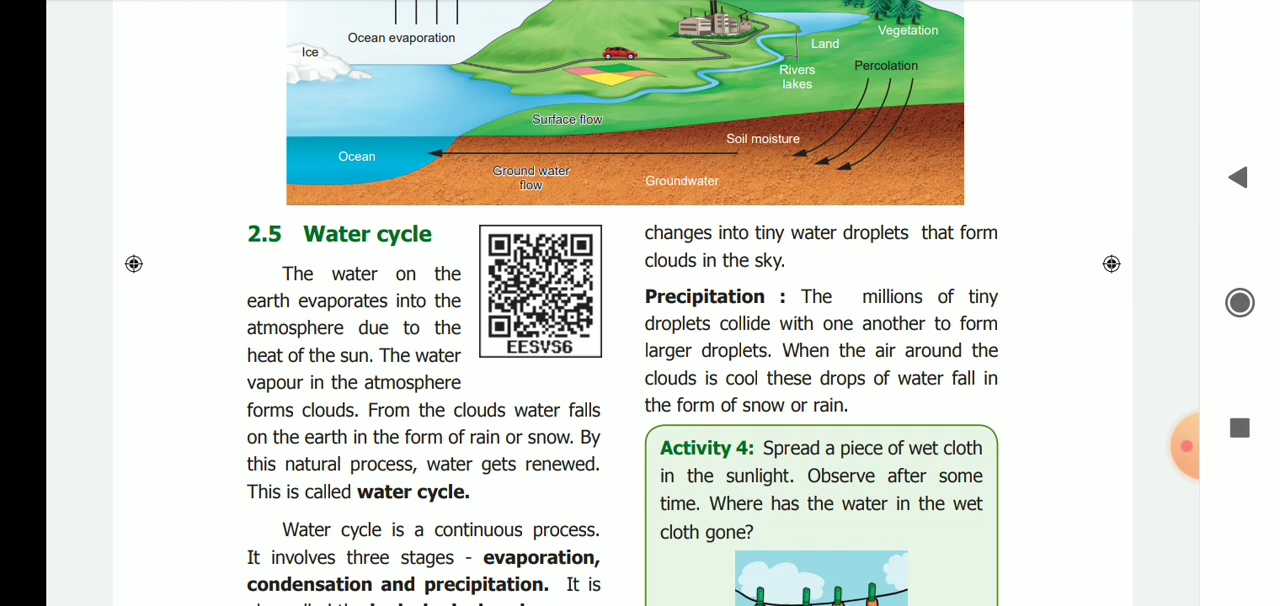 Ocean evaporation
Ice
Vegetation
Land
Rivers
lakes
Percolation
Surface flow
Soil moisture
Ocean
Ground water
flow
Groundwater
2.5 Water cycle
The water on the
earth evaporates into the
atmosphere due to the
heat of the sun. The water
vapour in the atmosphere
forms clouds. From the clouds water falls
on the earth in the form of rain or snow. By
this natural process, water gets renewed.
This is called water cycle.
Water cycle is a continuous process.
It involves three stages - evaporation,
condensation and precipitation. It is
EESVS6
changes into tiny water droplets that form
clouds in the sky.
Precipitation : The millions of tiny
droplets collide with one another to form
larger droplets. When the air around the
clouds is cool these drops of water fall in
the form of snow or rain.
Activity 4: Spread a piece of wet cloth
in the sunlight. Observe after some
time. Where has the water in the wet
cloth gone?